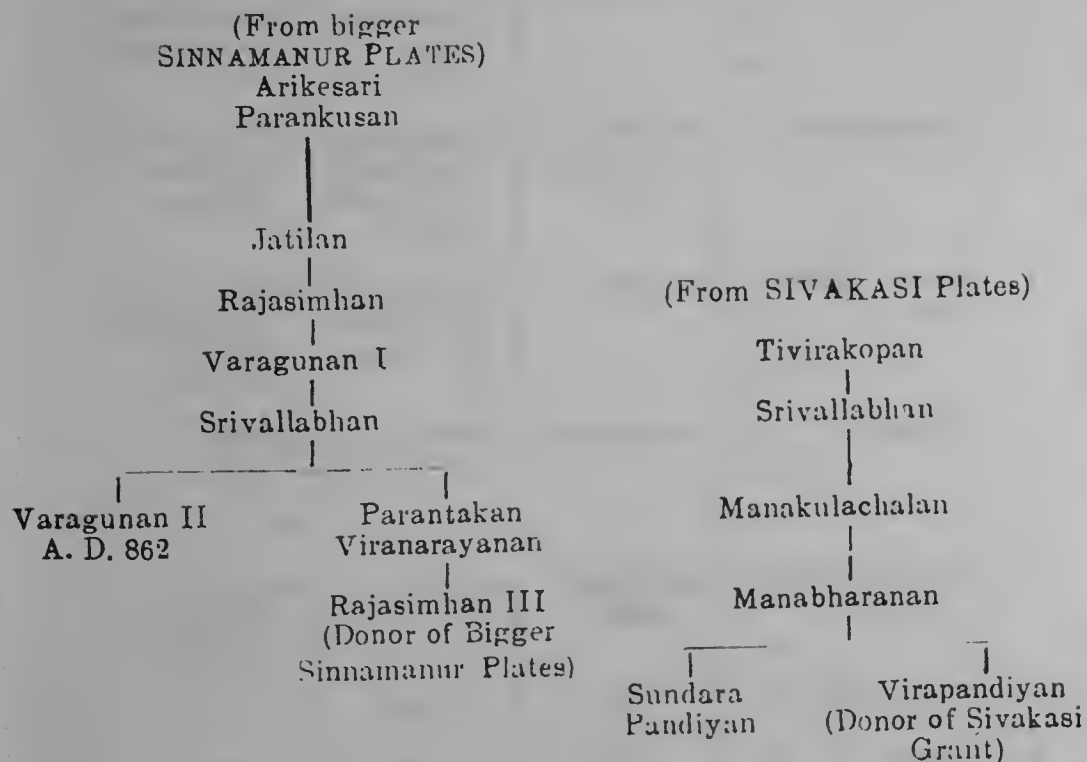 (From bigger
SINNAMANUR PLATES)
Arikesari
Parankusan
Jatilan
Rajasimhan
Varagunan I
Srivallabhan
Varagunan II
A. D. 862
Parantakan
Viranarayanan
Rajasimhan III
(Donor of Bigger
Sinnamanur Plates)
(From SIVAKASI Plates)
Tivirakopan
Srivallabhan
Manakulachalan
Manabharanan
Sundara
Pandiyan
Virapandiyan
(Donor of Sivakasi
Grant)